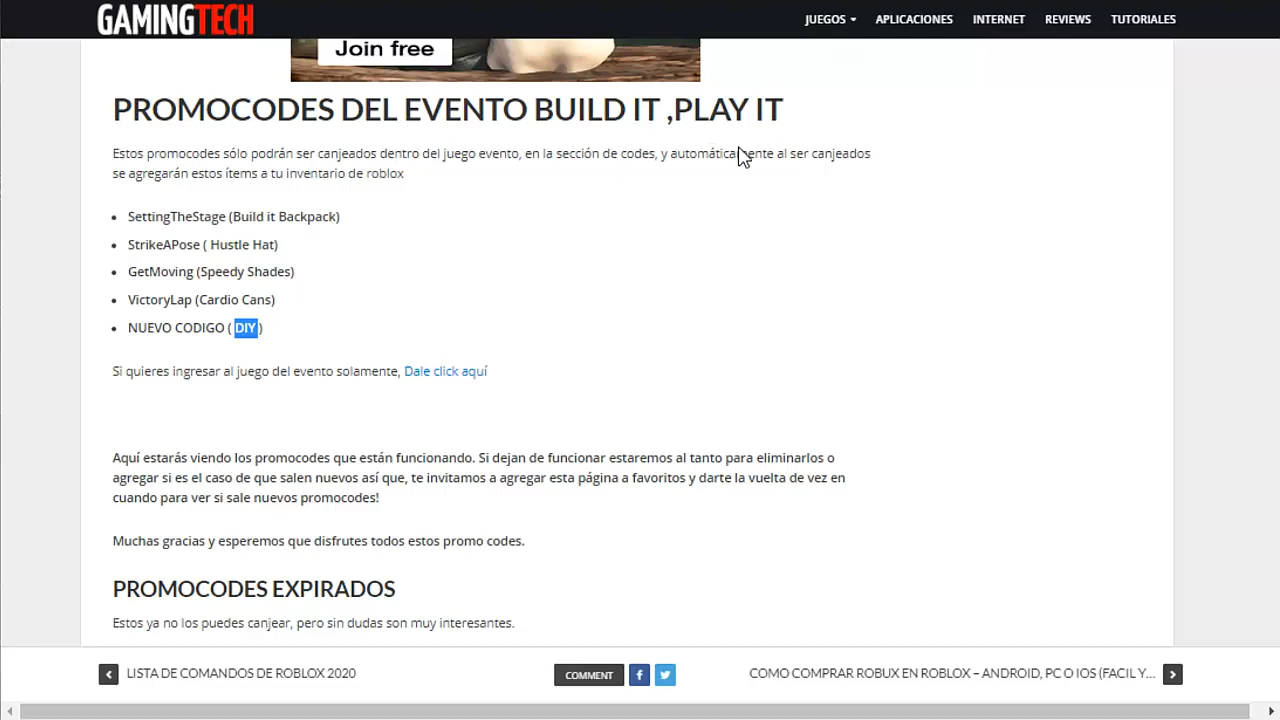 GAMINGTECH
JUEGOS APLICACIONES INTERNET REVIEWS TUTORIALES
Join free
PROMOCODES DEL EVENTO BUILD IT ,PLAY IT
Estos promocodes sólo podrán ser canjeados dentro del juego evento, en la sección de codes, y automáticamente al ser canjeados
se agregarán estos ítems a tu inventario de roblox
• SettingTheStage (Build it Backpack)
• StrikeAPose ( Hustle Hat)
• GetMoving (Speedy Shades)
• VictoryLap (Cardio Cans)
• NUEVO CODIGO ( DIY )
Si quieres ingresar al juego del evento solamente, Dale click aquí
Aquí estarás viendo los promocodes que están funcionando. Si dejan de funcionar estaremos al tanto para eliminarlos o
agregar si es el caso de que salen nuevos así que, te invitamos a agregar esta página a favoritos y darte la vuelta de vez en
cuando para ver si sale nuevos promocodes!
Muchas gracias y esperemos que disfrutes todos estos promo codes.
PROMOCODES EXPIRADOS
Estos ya no los puedes canjear, pero sin dudas son muy interesantes.
LISTA DE COMANDOS DE ROBLOX 2020 COMMENT COMO COMPRAR ROBUX EN ROBLOX – ANDROID, PC O IOS (FACIL Y...